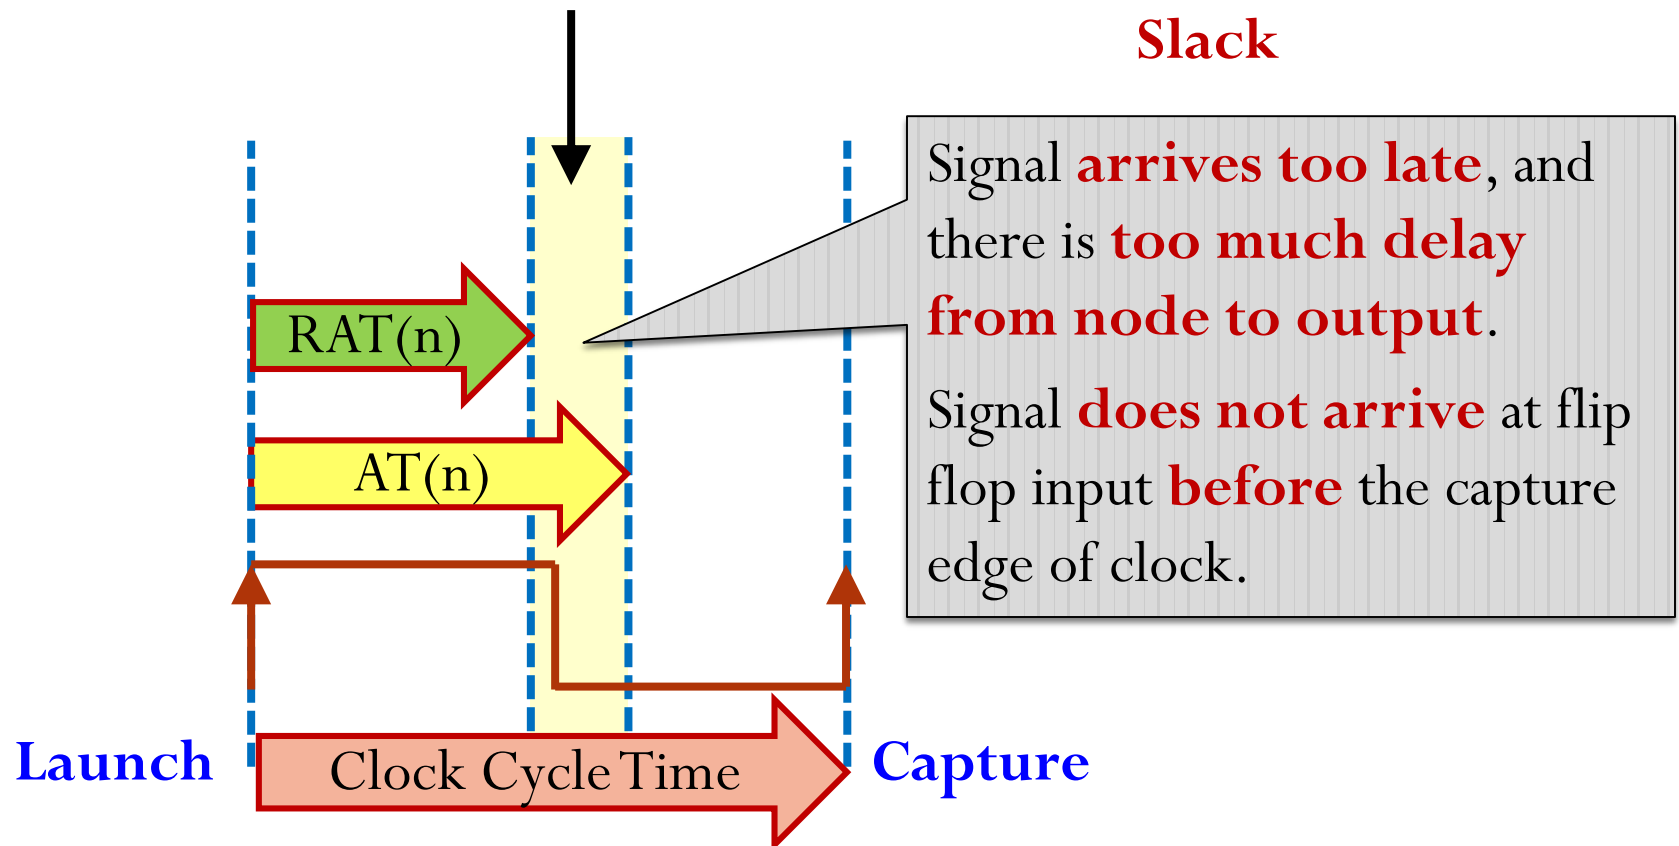 Slack
Signal arrives too late, and
there is too much delay
from node to output.
Signal does not arrive at flip
flop input before the capture
edge of clock.
RAT(n)
AT(n)
Launch
Clock Cycle Time
Capture